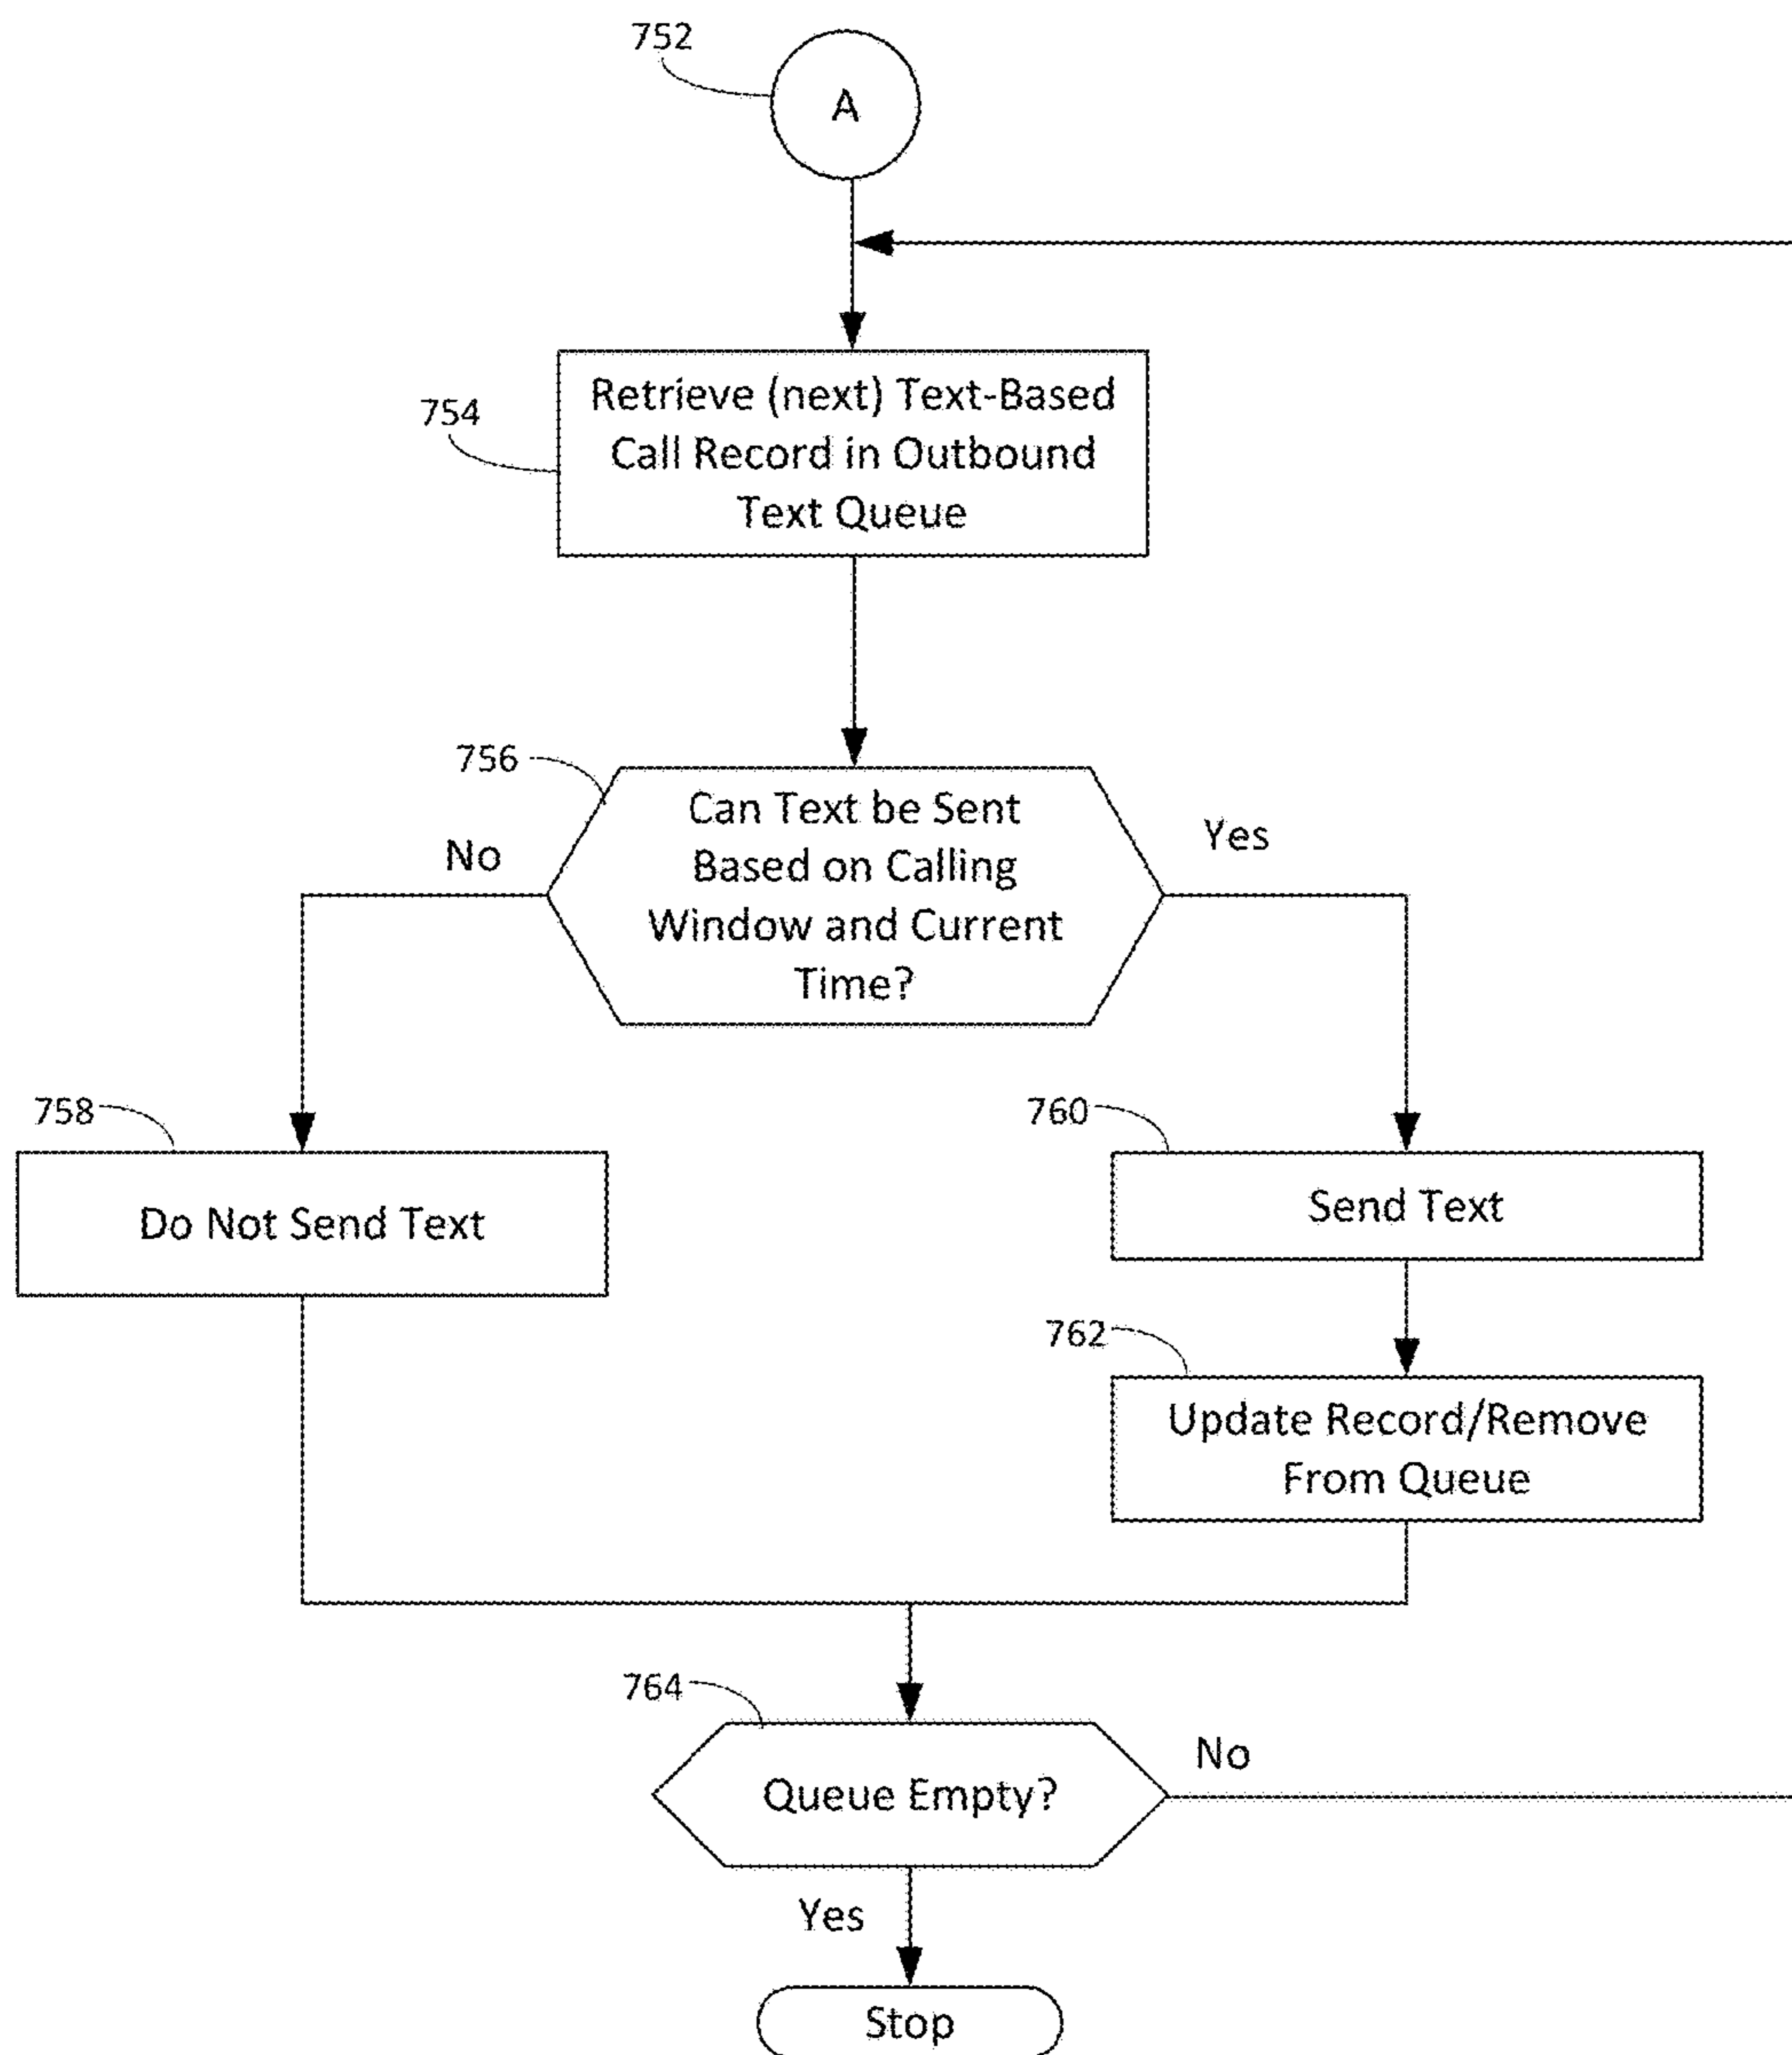 752
A
754
Retrieve (next) Text-Based
Call Record in Outbound
Text Queue
756
Can Text be Sent
Based on Calling
Window and Current
Time?
No
Yes
758
Do Not Send Text
760
Send Text
762
Update Record/Remove
From Queue
764
Queue Empty?
No
Yes
Stop